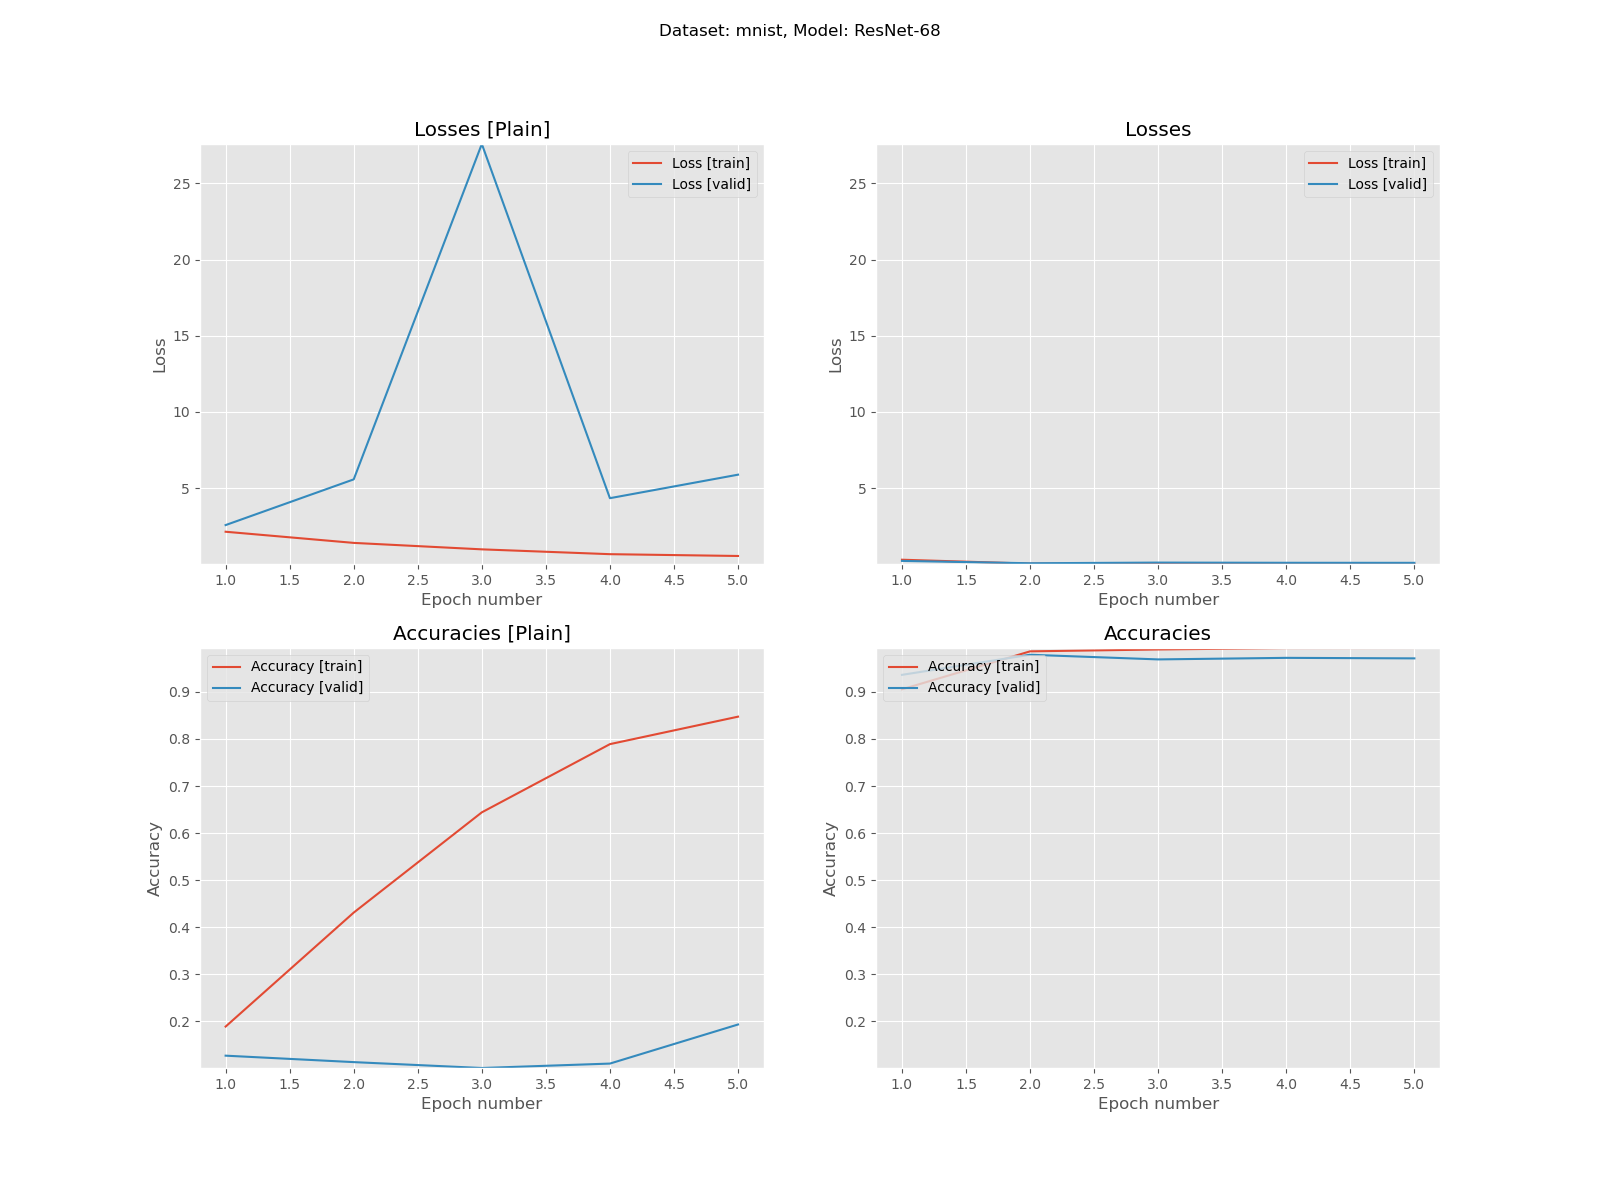 Dataset: mnist, Model: ResNet-68
Losses [Plain]
Loss [train]
Loss [valid]
25
20
15
10
5
Loss
1.0 1.5 2.0 2.5 3.0 3.5 4.0 4.5 5.0
Epoch number
Losses
Loss [train]
Loss [valid]
25
20
15
10
5
Loss
1.0 1.5 2.0 2.5 3.0 3.5 4.0 4.5 5.0
Epoch number
Accuracies [Plain]
Accuracy [train]
Accuracy [valid]
0.9
0.8
0.7
0.6
0.5
0.4
0.3
0.2
Accuracy
1.0 1.5 2.0 2.5 3.0 3.5 4.0 4.5 5.0
Epoch number
Accuracies
Accuracy [train]
Accuracy [valid]
0.9
0.8
0.7
0.6
0.5
0.4
0.3
0.2
Accuracy
1.0 1.5 2.0 2.5 3.0 3.5 4.0 4.5 5.0
Epoch number